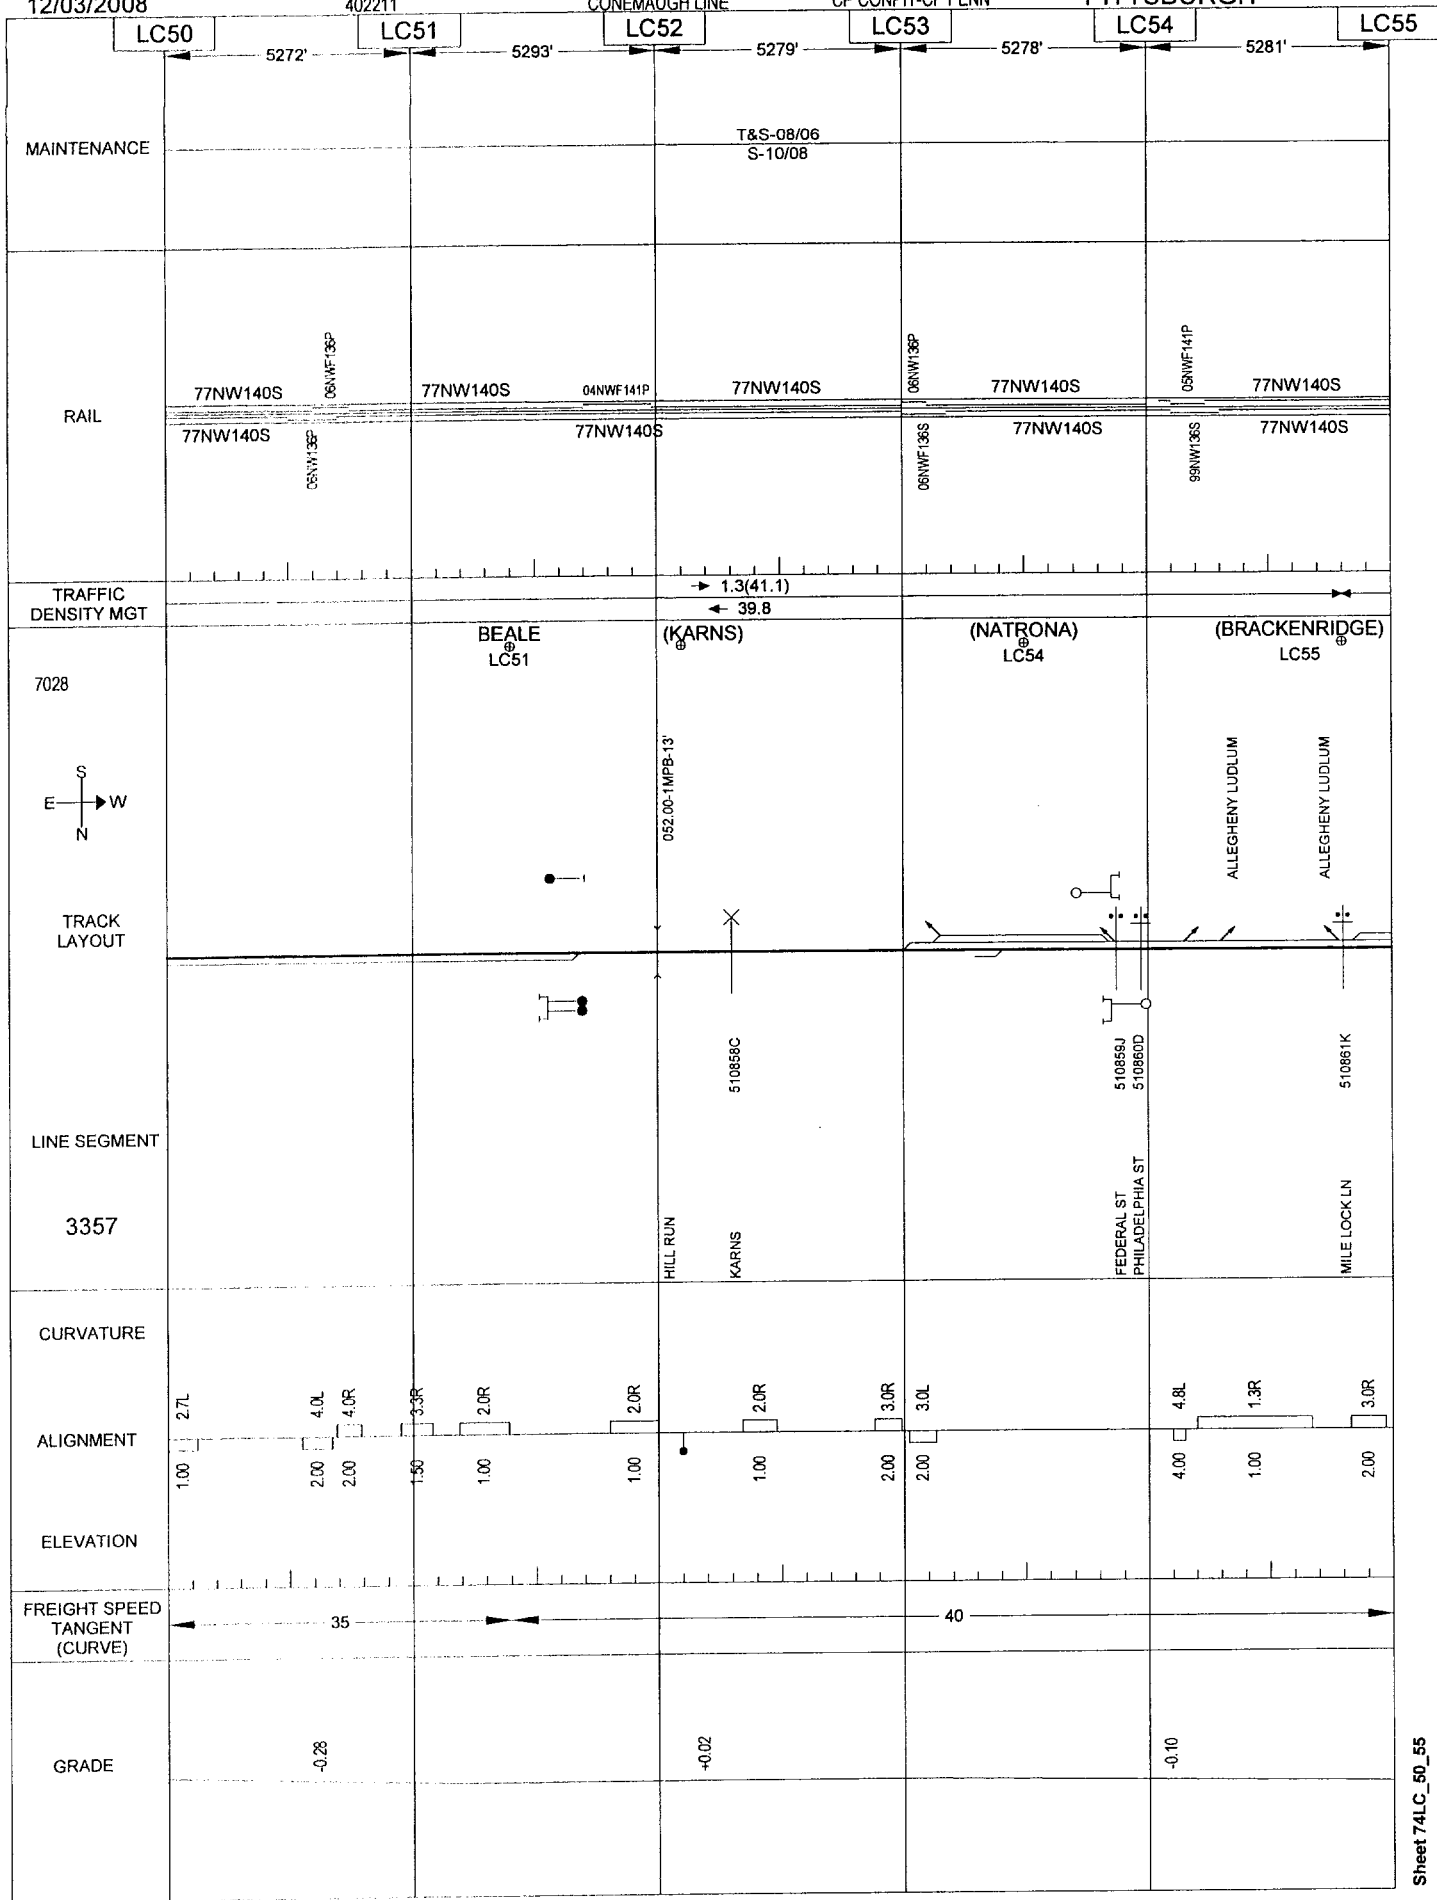 12/03/2008 402211 CONEMAUGH LINE PITTSBURGH
LC50 LC51 LC52 LC53 LC54 LC55
5272' 5293' 5279' 5278' 5281'
MAINTENANCE
T&S-08/06
S-10/08
RAIL
06NWF136P 06NW136P 05NWF141P
77NW140S 77NW140S 04NWF141P 77NW140S 77NW140S 77NW140S
77NW140S 77NW140S 77NW140S 77NW140S
06NW136P 06NWF136S 99NW136S
TRAFFIC
DENSITY MGT
1.3(41.1)
39.8
BEALE (KARNS) (NATRONA) (BRACKENRIDGE)
LC51 LC54 LC55
7028
S
E W
N
052.00-1MPB-13'
ALLEGHENY LUDLUM
ALLEGHENY LUDLUM
TRACK
LAYOUT
510858C
510859J
510860D
510861K
LINE SEGMENT
3357
HILL RUN
KARNS
FEDERAL ST
PHILADELPHIA ST
MILE LOCK LN
CURVATURE
2.7L 4.0L 4.0R 3.3R 2.0R 2.0R 2.0R 3.0R 3.0L 4.8L 1.3R 3.0R
ALIGNMENT
1.00 2.00 2.00 1.50 1.00 1.00 1.00 2.00 2.00 4.00 1.00 2.00
ELEVATION
FREIGHT SPEED
TANGENT
(CURVE)
35 40
GRADE
-0.28 +0.02 -0.10
Sheet 74LC_50_55